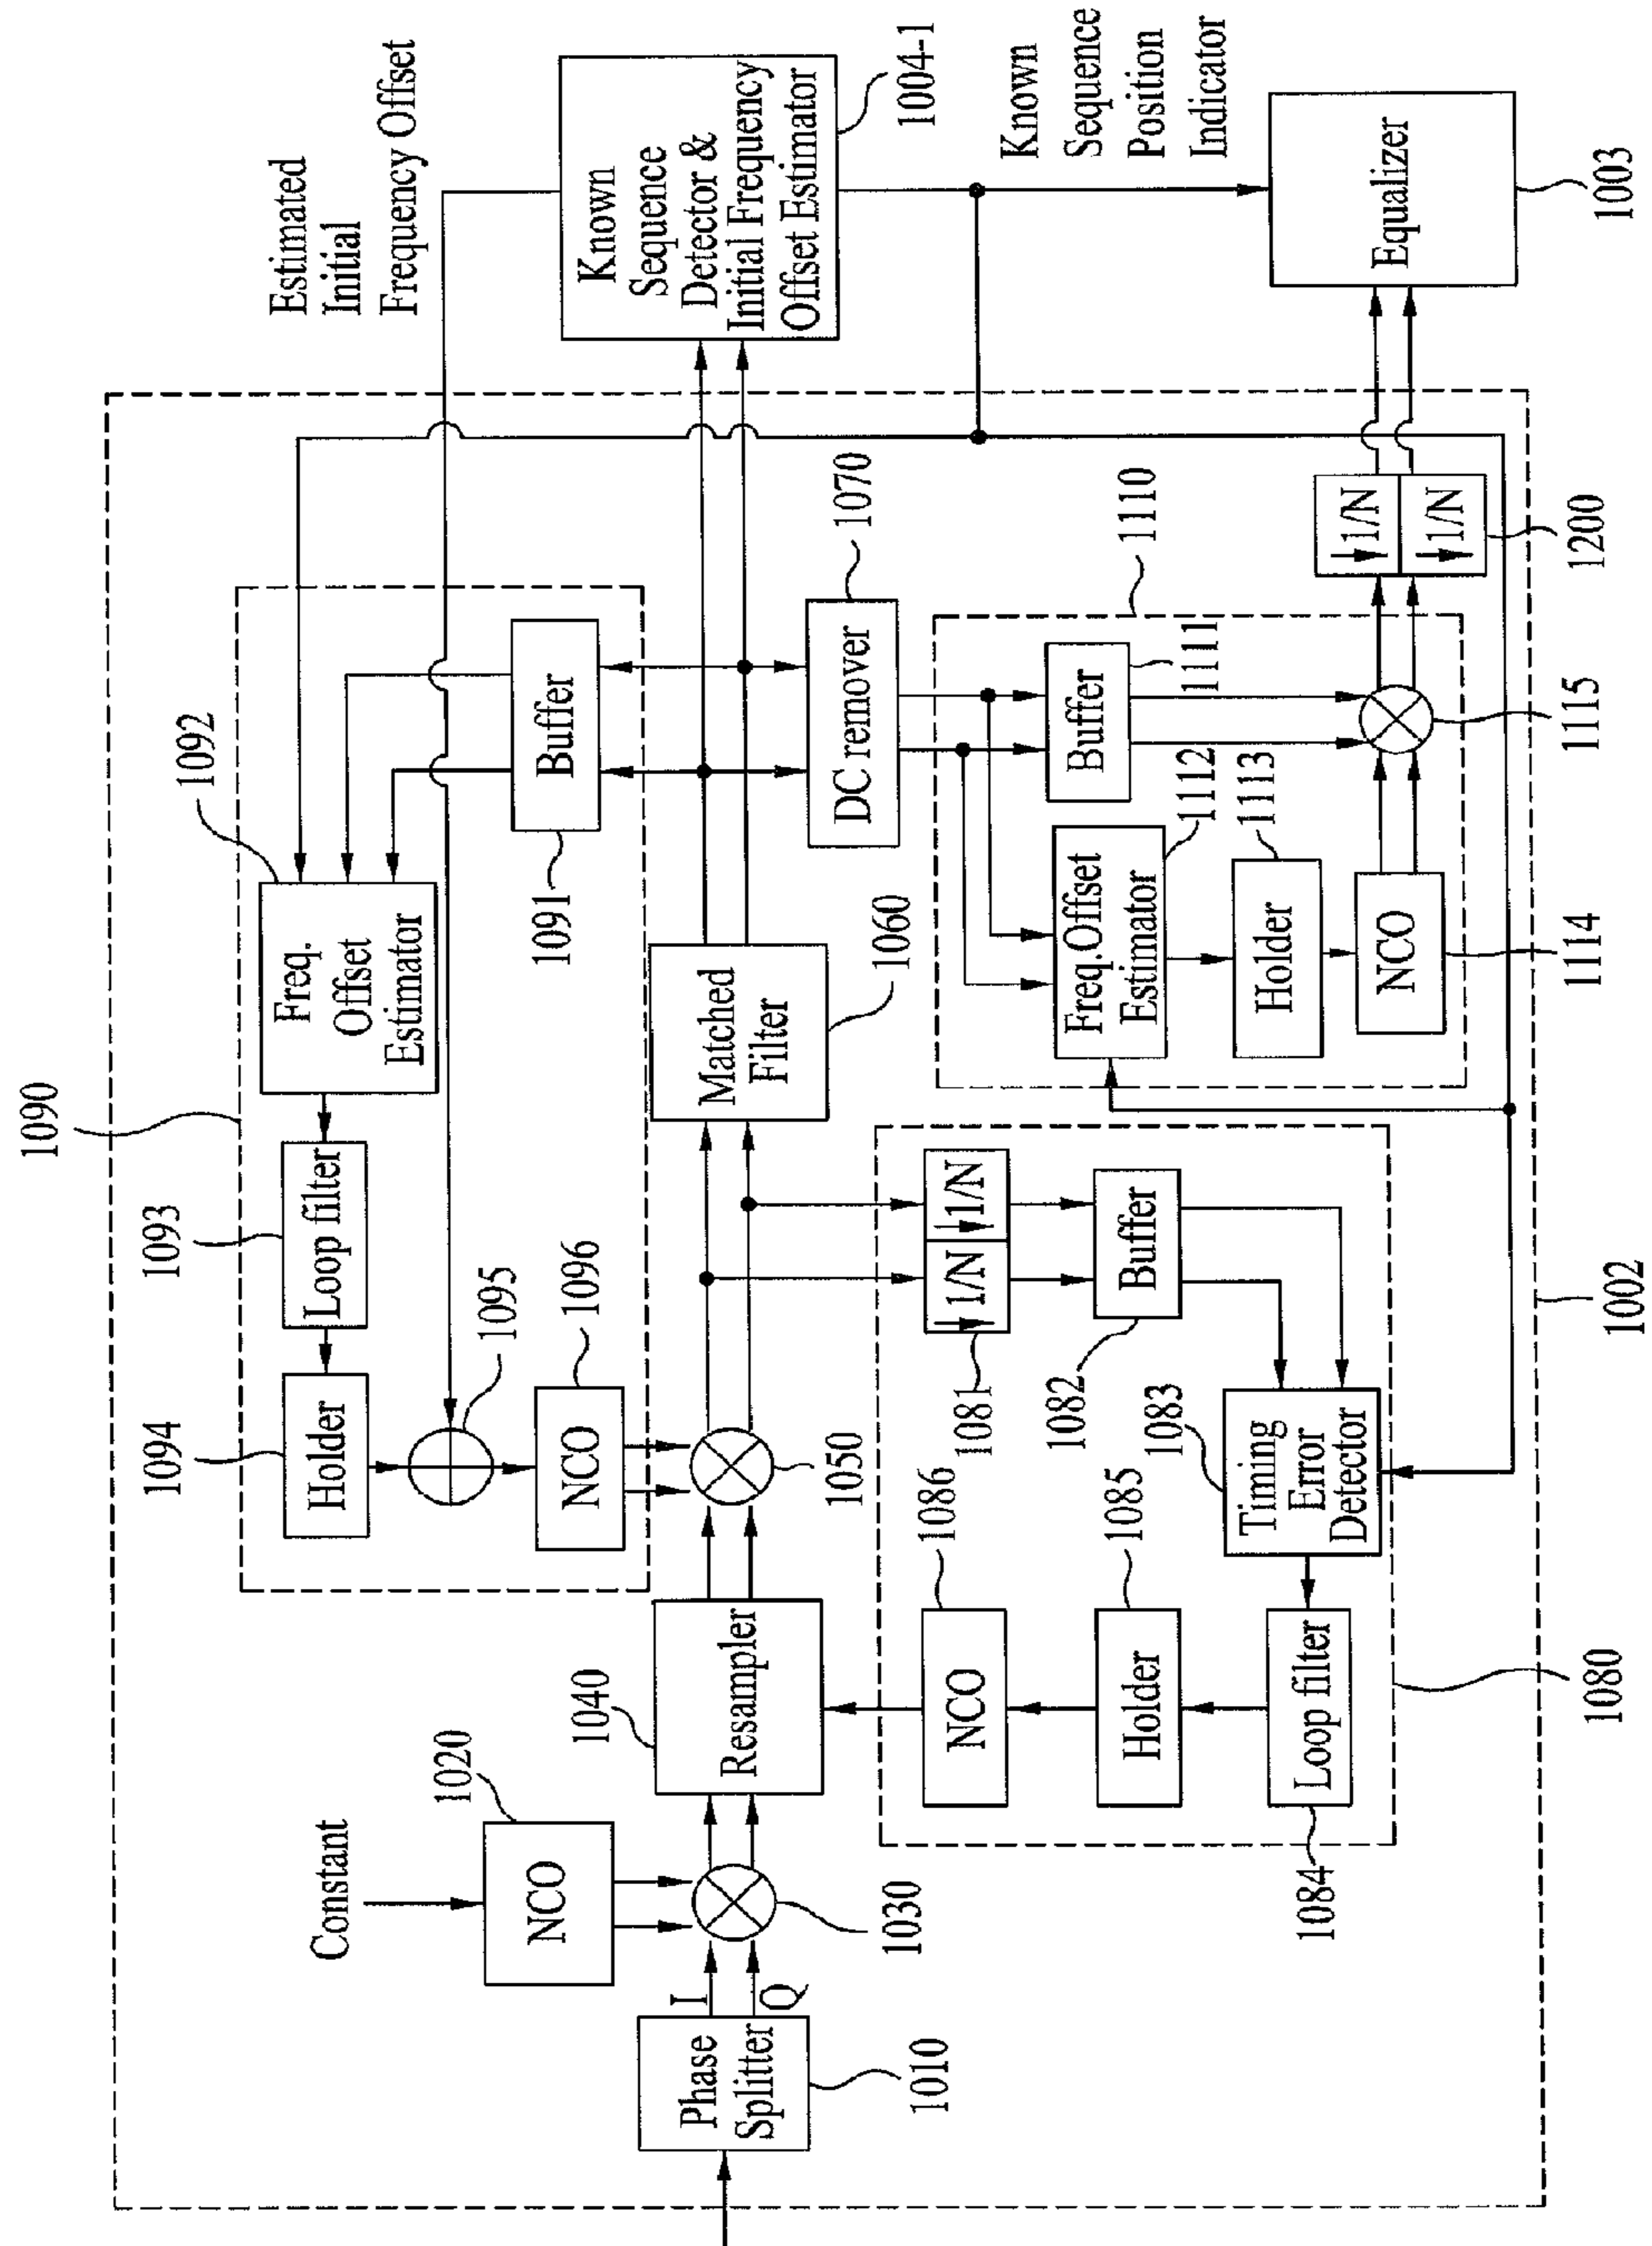 Estimated
Initial
Frequency Offset
1090
1092
Freq.
Offset
Estimator
1093
Loop filter
1094
Holder
1095
1096
NCO
Buffer
1091
Known
Sequence
Detector &
Initial Frequency
Offset Estimator
1004-1
Constant
1020
NCO
I
Q
Phase
Splitter
1010
1030
1040
Resampler
1050
Matched
Filter
1060
DC remover
1070
Known
Sequence
Position
Indicator
1/N
1/N
1081
Buffer
1082
1083
Timing
Error
Detector
Loop filter
1084
Holder
1085
NCO
1086
1080
1110
Buffer
1111
Freq.Offset
Estimator
1112
Holder
1113
NCO
1114
1115
1/N
1/N
1200
Equalizer
1003
1002